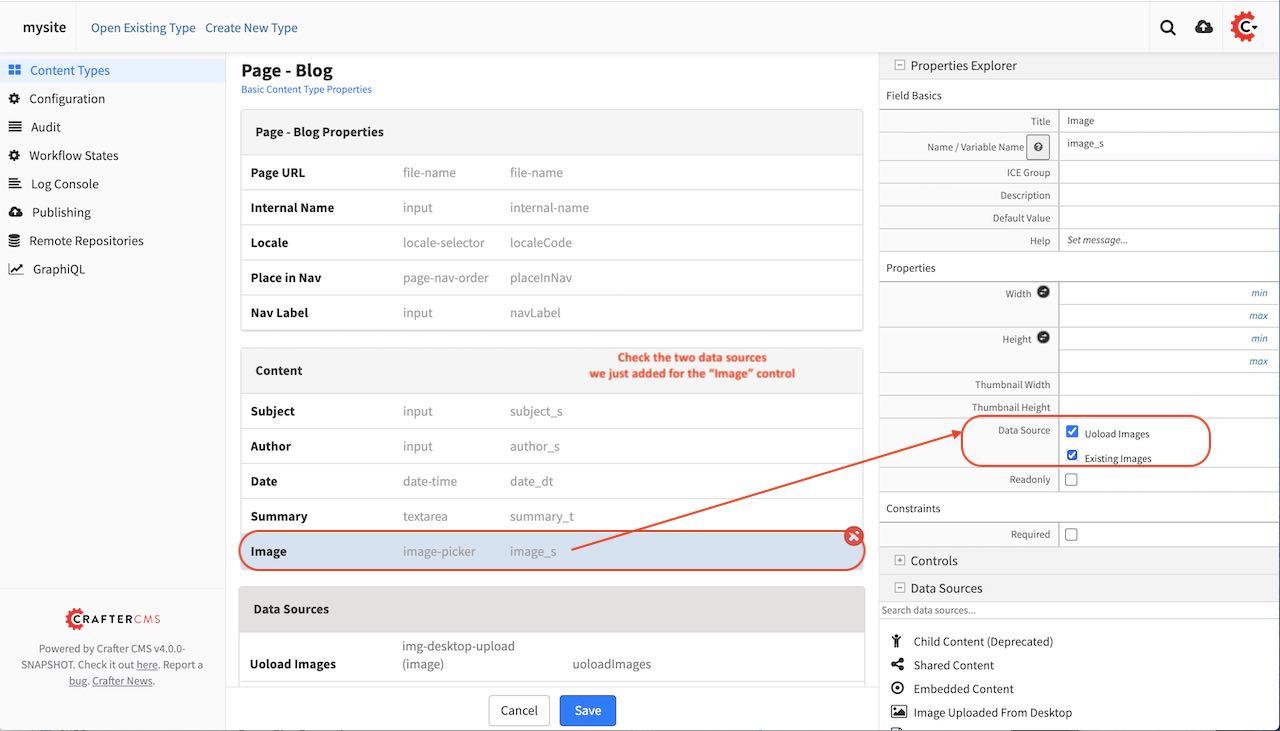 mysite
Open Existing Type
Create New Type
Content Types
Configuration
Audit
Workflow States
Log Console
Publishing
Remote Repositories
GraphiQL
CRAFTERCMS
Powered by Crafter CMS v4.0.0-
SNAPSHOT. Check it out here. Report a
bug. Crafter News.
Page - Blog
Basic Content Type Properties
Page - Blog Properties
Page URL file-name file-name
Internal Name input internal-name
Locale locale-selector localeCode
Place in Nav page-nav-order placeInNav
Nav Label input navLabel
Content
Check the two data sources
we just added for the “Image” control
Subject input subject_s
Author input author_s
Date date-time date_dt
Summary textarea summary_t
Image image-picker image_s
Data Sources
img-desktop-upload
Uoload Images (image) uoloadImages
Cancel
Save
Properties Explorer
Field Basics
Title Image
Name / Variable Name ? image_s
ICE Group
Description
Default Value
Help Set message...
Properties
Width min
max
Height min
max
Thumbnail Width
Thumbnail Height
Data Source Uoload Images
Existing Images
Readonly
Constraints
Required
Controls
Data Sources
Search data sources...
Child Content (Deprecated)
Shared Content
Embedded Content
Image Uploaded From Desktop